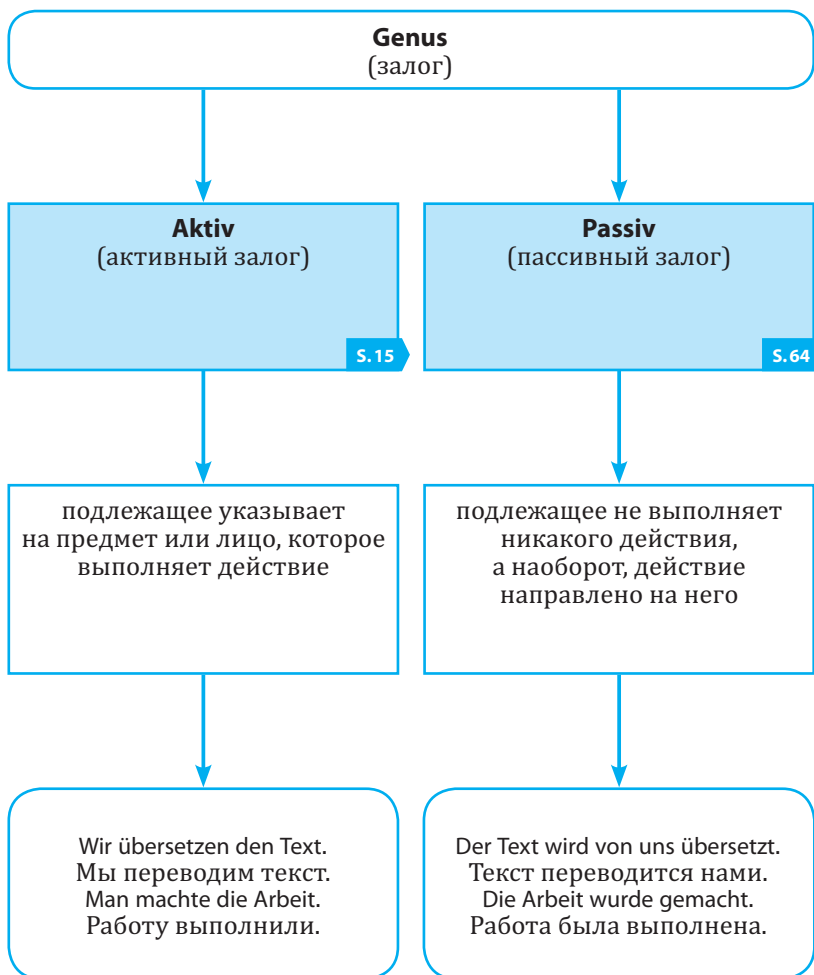 Genus
(залог)
Aktiv
(активный залог)
S. 15
Passiv
(пассивный залог)
S. 64
подлежащее указывает
на предмет или лицо, которое
выполняет действие
подлежащее не выполняет
никакого действия,
а наоборот, действие
направлено на него
Wir übersetzen den Text.
Мы переводим текст.
Man machte die Arbeit.
Работу выполнили.
Der Text wird von uns übersetzt.
Текст переводится нами.
Die Arbeit wurde gemacht.
Работа была выполнена.